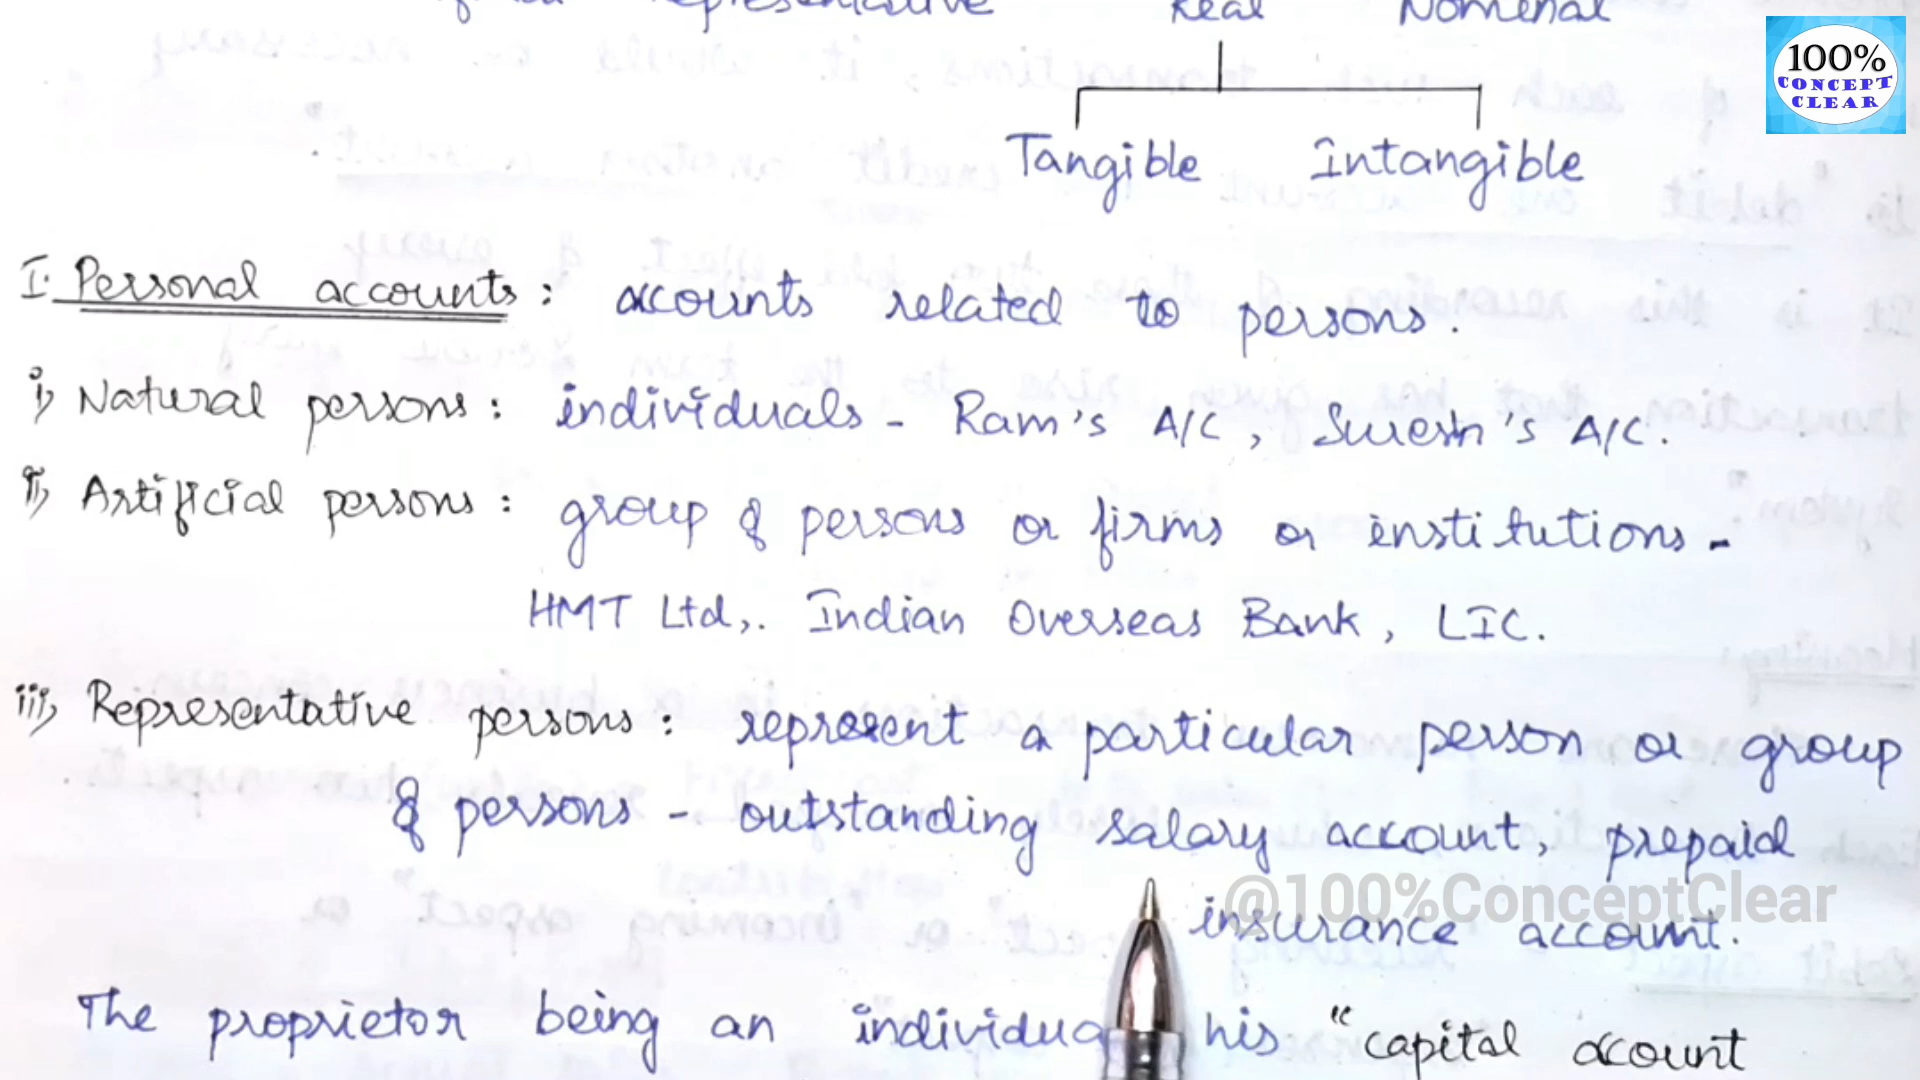 Representative Real Nominal
100%
CONCEPT
CLEAR
Tangible Intangible
I. Personal accounts : accounts related to persons.
i) Natural persons : individuals - Ram's A/C, Suresh's A/C.
ii) Artificial persons : group of persons or firms or institutions -
HMT Ltd,. Indian Overseas Bank, LIC.
iii) Representative persons : represent a particular person or group
of persons - outstanding salary account, prepaid
@100%ConceptClear
insurance account.
The proprietor being an his "capital account